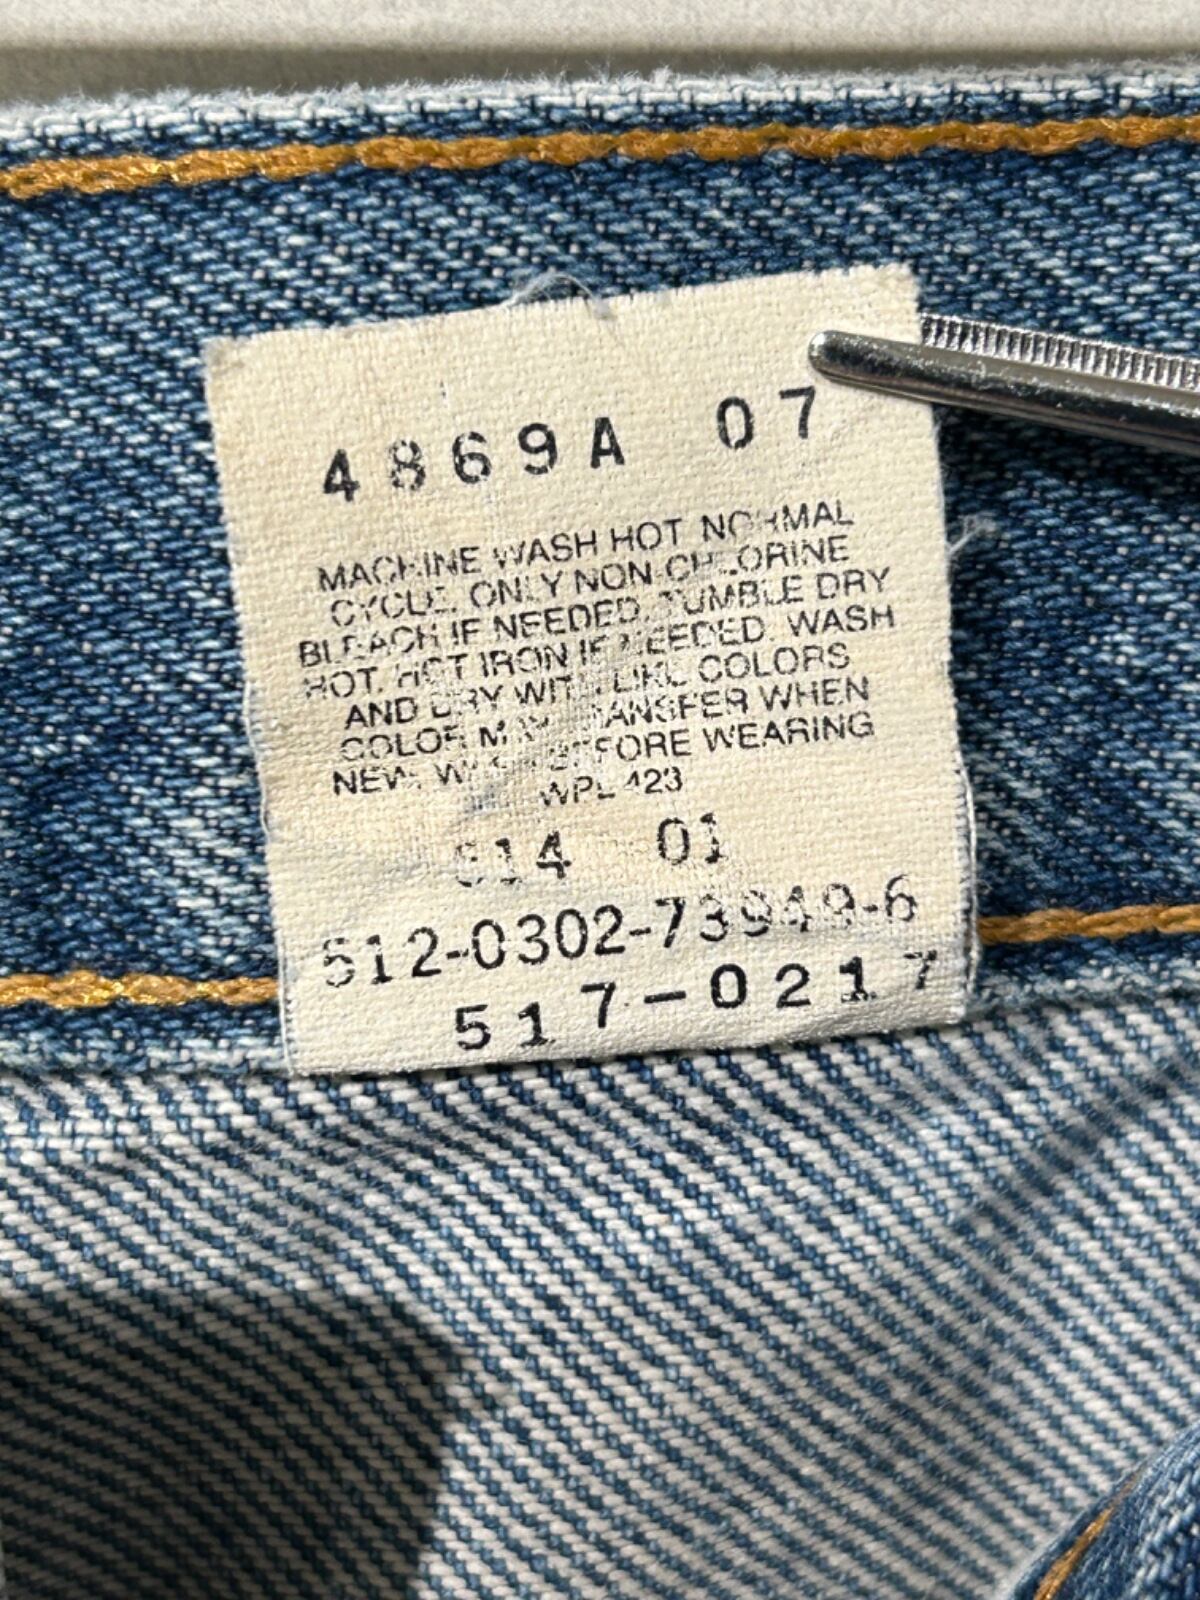 4869A 07
MACHINE WASH HOT NORMAL
CYCLE. ONLY NON-CHLORINE
BLEACH IF NEEDED. TUMBLE DRY
HOT. HOT IRON IF NEEDED. WASH
AND DRY WITH LIKE COLORS
COLOR MAY TRANSFER WHEN
NEW. WASH BEFORE WEARING
WPL 423
01
512-0302-73949-6
517-0217